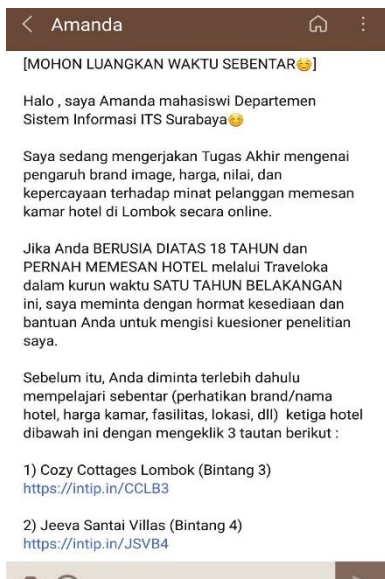 Amanda
[MOHON LUANGKAN WAKTU SEBENTAR😊]
Halo , saya Amanda mahasiswi Departemen
Sistem Informasi ITS Surabaya😊
Saya sedang mengerjakan Tugas Akhir mengenai
pengaruh brand image, harga, nilai, dan
kepercayaan terhadap minat pelanggan memesan
kamar hotel di Lombok secara online.
Jika Anda BERUSIA DIATAS 18 TAHUN dan
PERNAH MEMESAN HOTEL melalui Traveloka
dalam kurun waktu SATU TAHUN BELAKANGAN
ini, saya meminta dengan hormat kesediaan dan
bantuan Anda untuk mengisi kuesioner penelitian
saya.
Sebelum itu, Anda diminta terlebih dahulu
mempelajari sebentar (perhatikan brand/nama
hotel, harga kamar, fasilitas, lokasi, dll) ketiga hotel
dibawah ini dengan mengeklik 3 tautan berikut :
1) Cozy Cottages Lombok (Bintang 3)
https://intip.in/CCLB3
2) Jeeva Santai Villas (Bintang 4)
https://intip.in/JSVB4